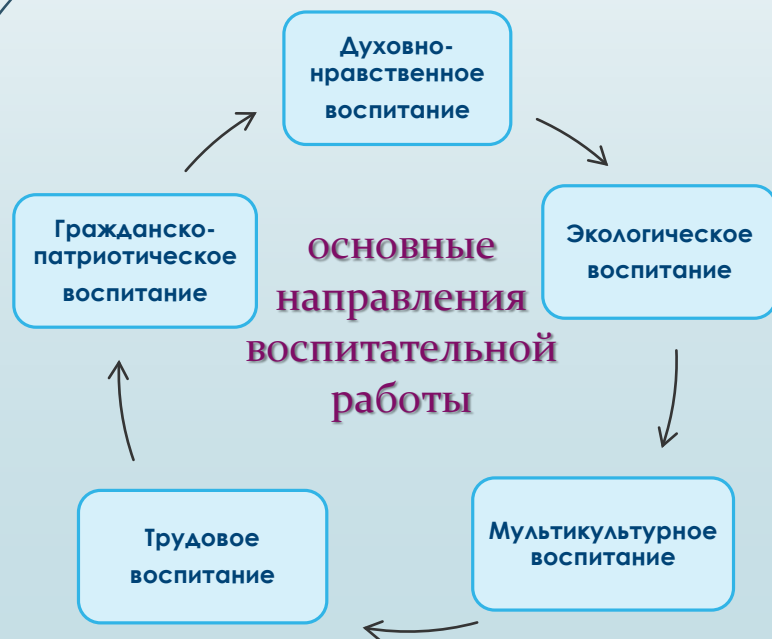 Духовно-
нравственное
воспитание
Экологическое
воспитание
Мультикультурное
воспитание
Трудовое
воспитание
Гражданско-
патриотическое
воспитание
основные
направления
воспитательной
работы